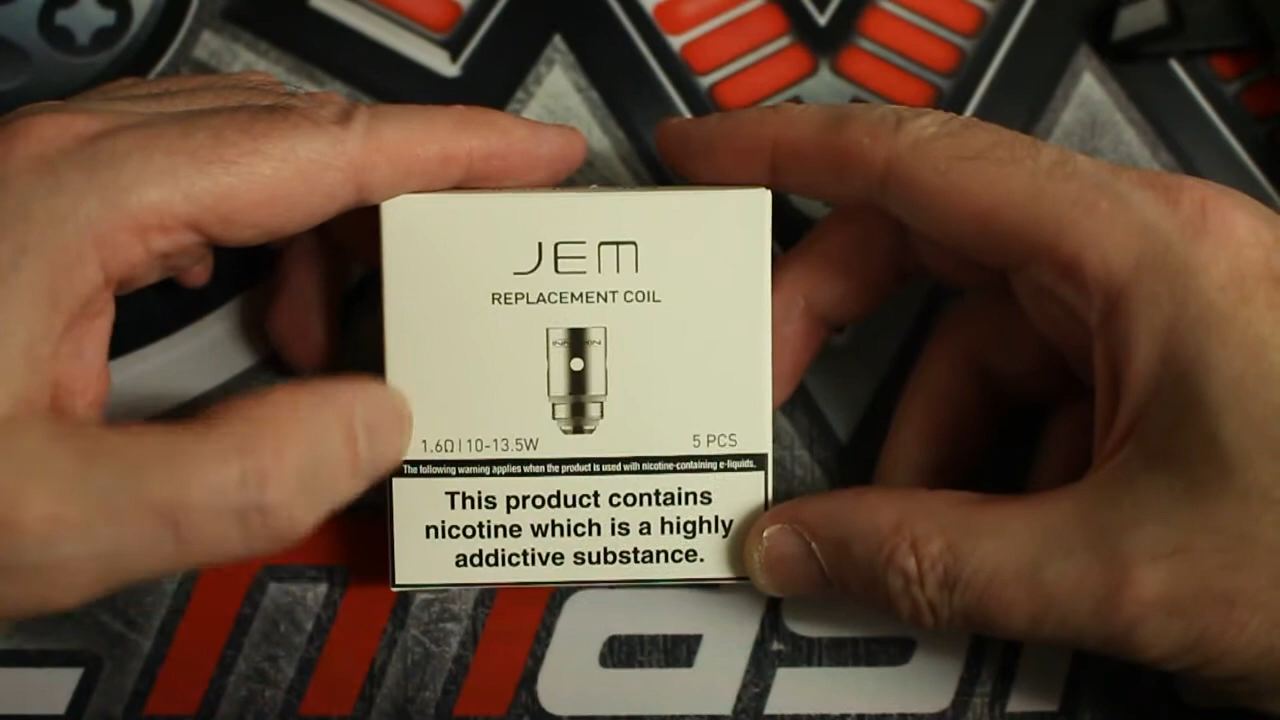 JEM
REPLACEMENT COIL
INNOKIN
1.6Ω | 10-13.5W
5 PCS
The following warning applies when the product is used with nicotine-containing e-liquids.
This product contains
nicotine which is a highly
addictive substance.